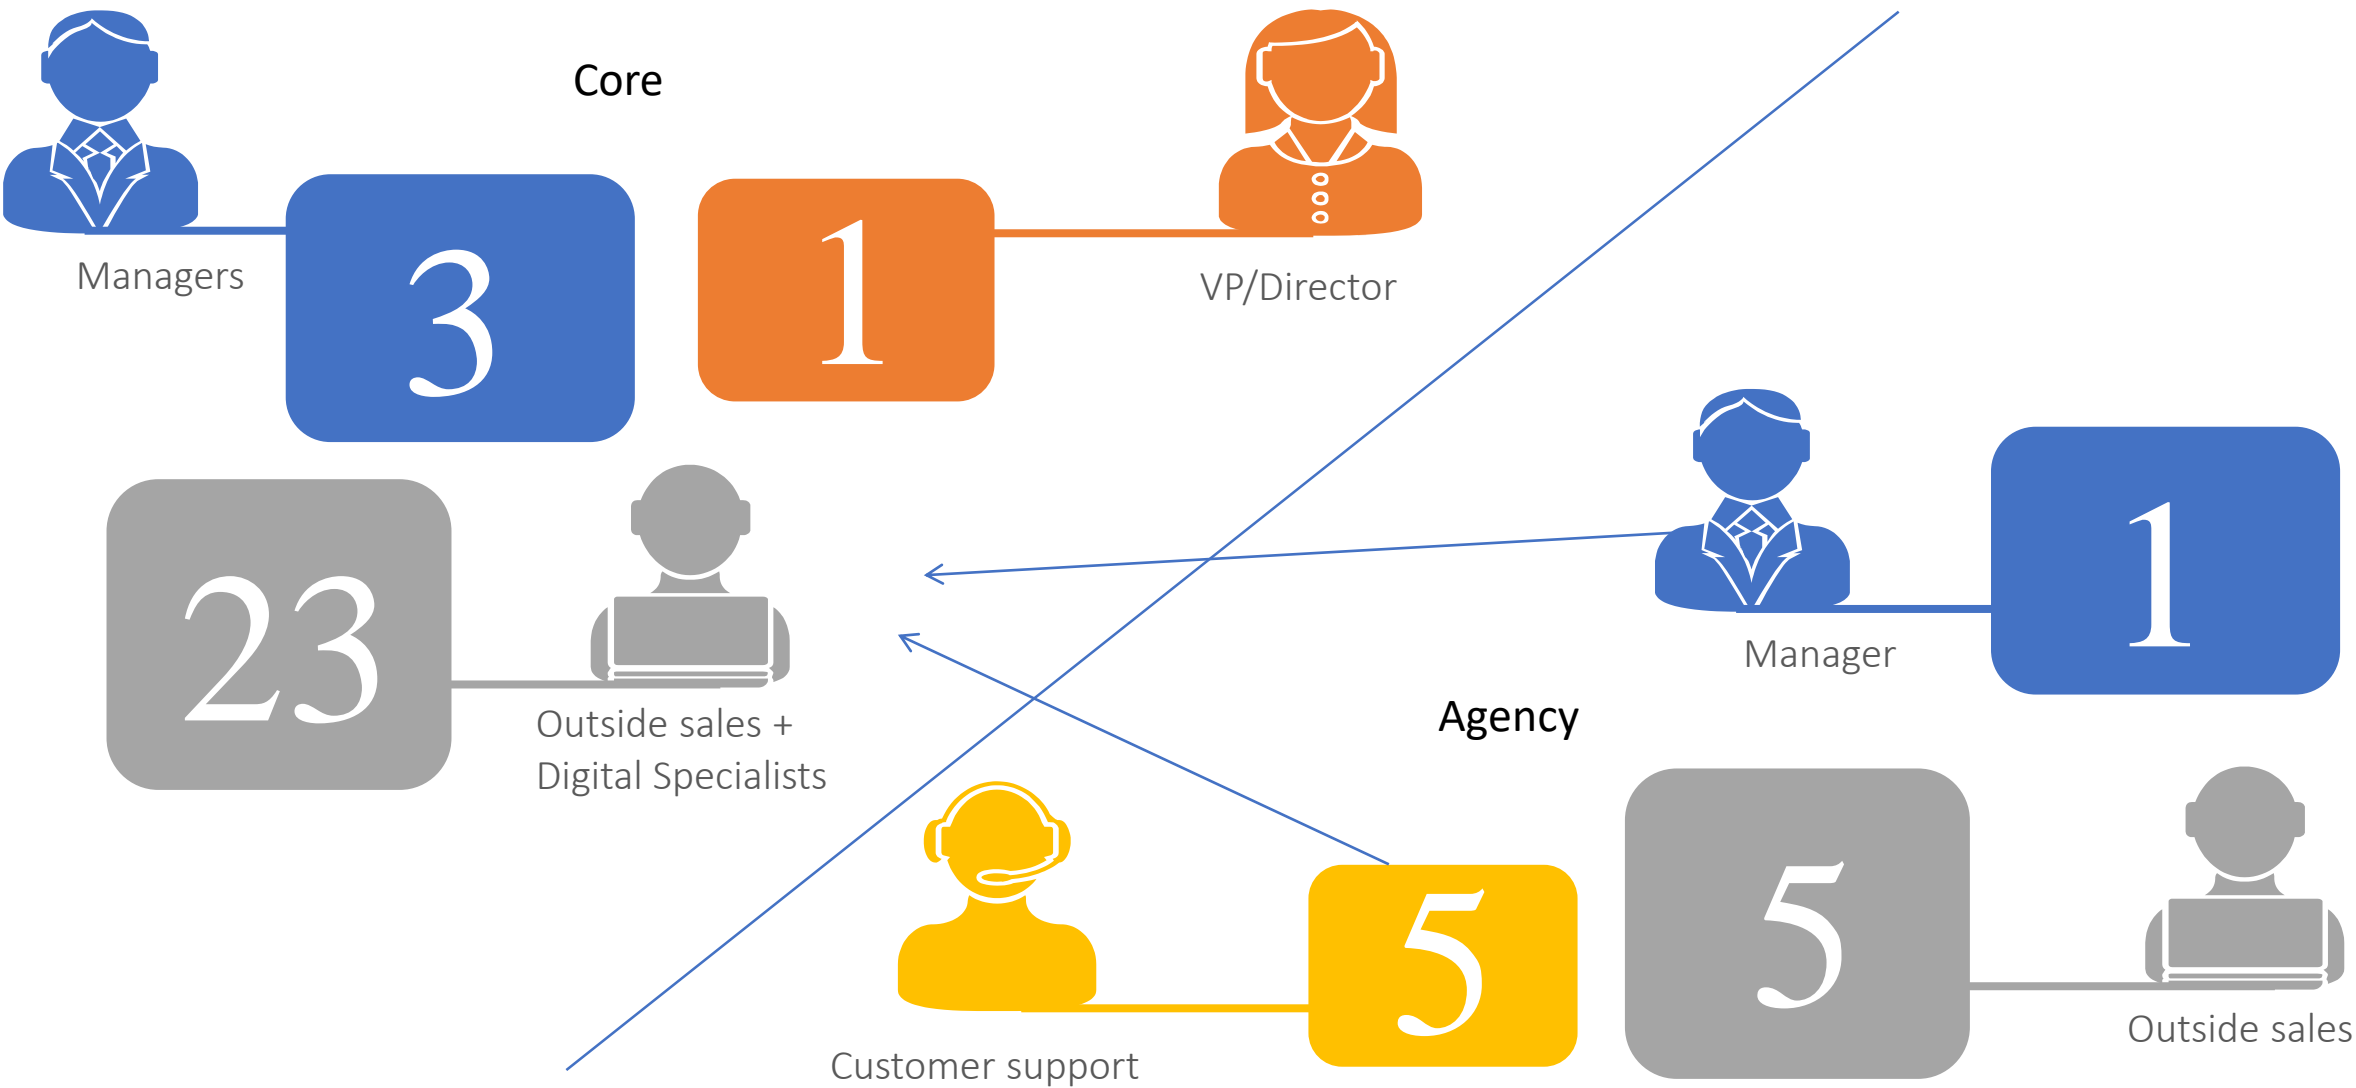 Core
Managers
3
1
VP/Director
23
Outside sales +
Digital Specialists
Manager
1
Agency
Customer support
5
5
Outside sales